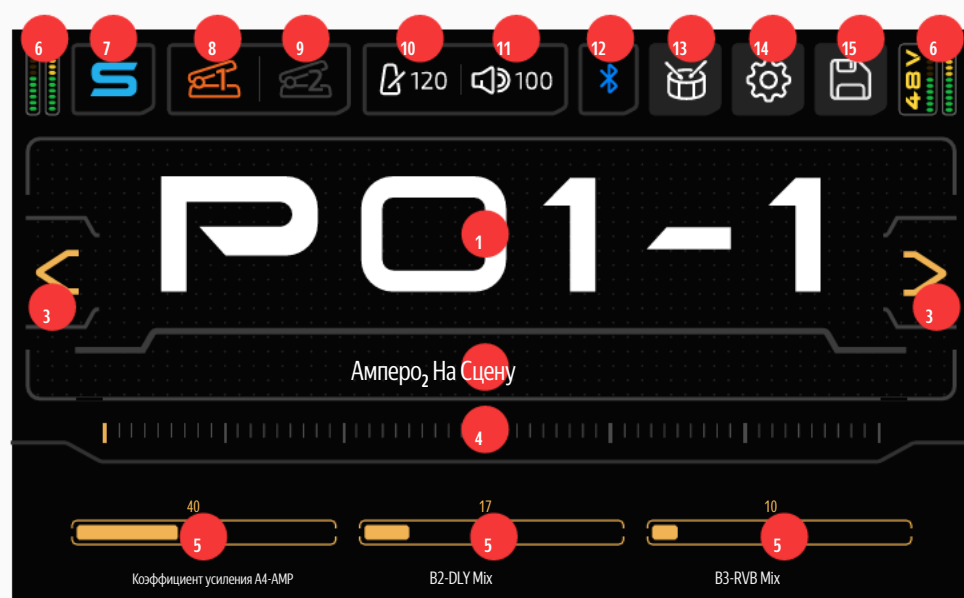 6 7 8 9 10 11 12 13 14 15 6
S 1 2 120 100 48V
P01-1
1
3 3
Амперо₂ На Сцену
4
40 17 10
5 5 5
Коэффициент усиления A4-AMP B2-DLY Mix B3-RVB Mix